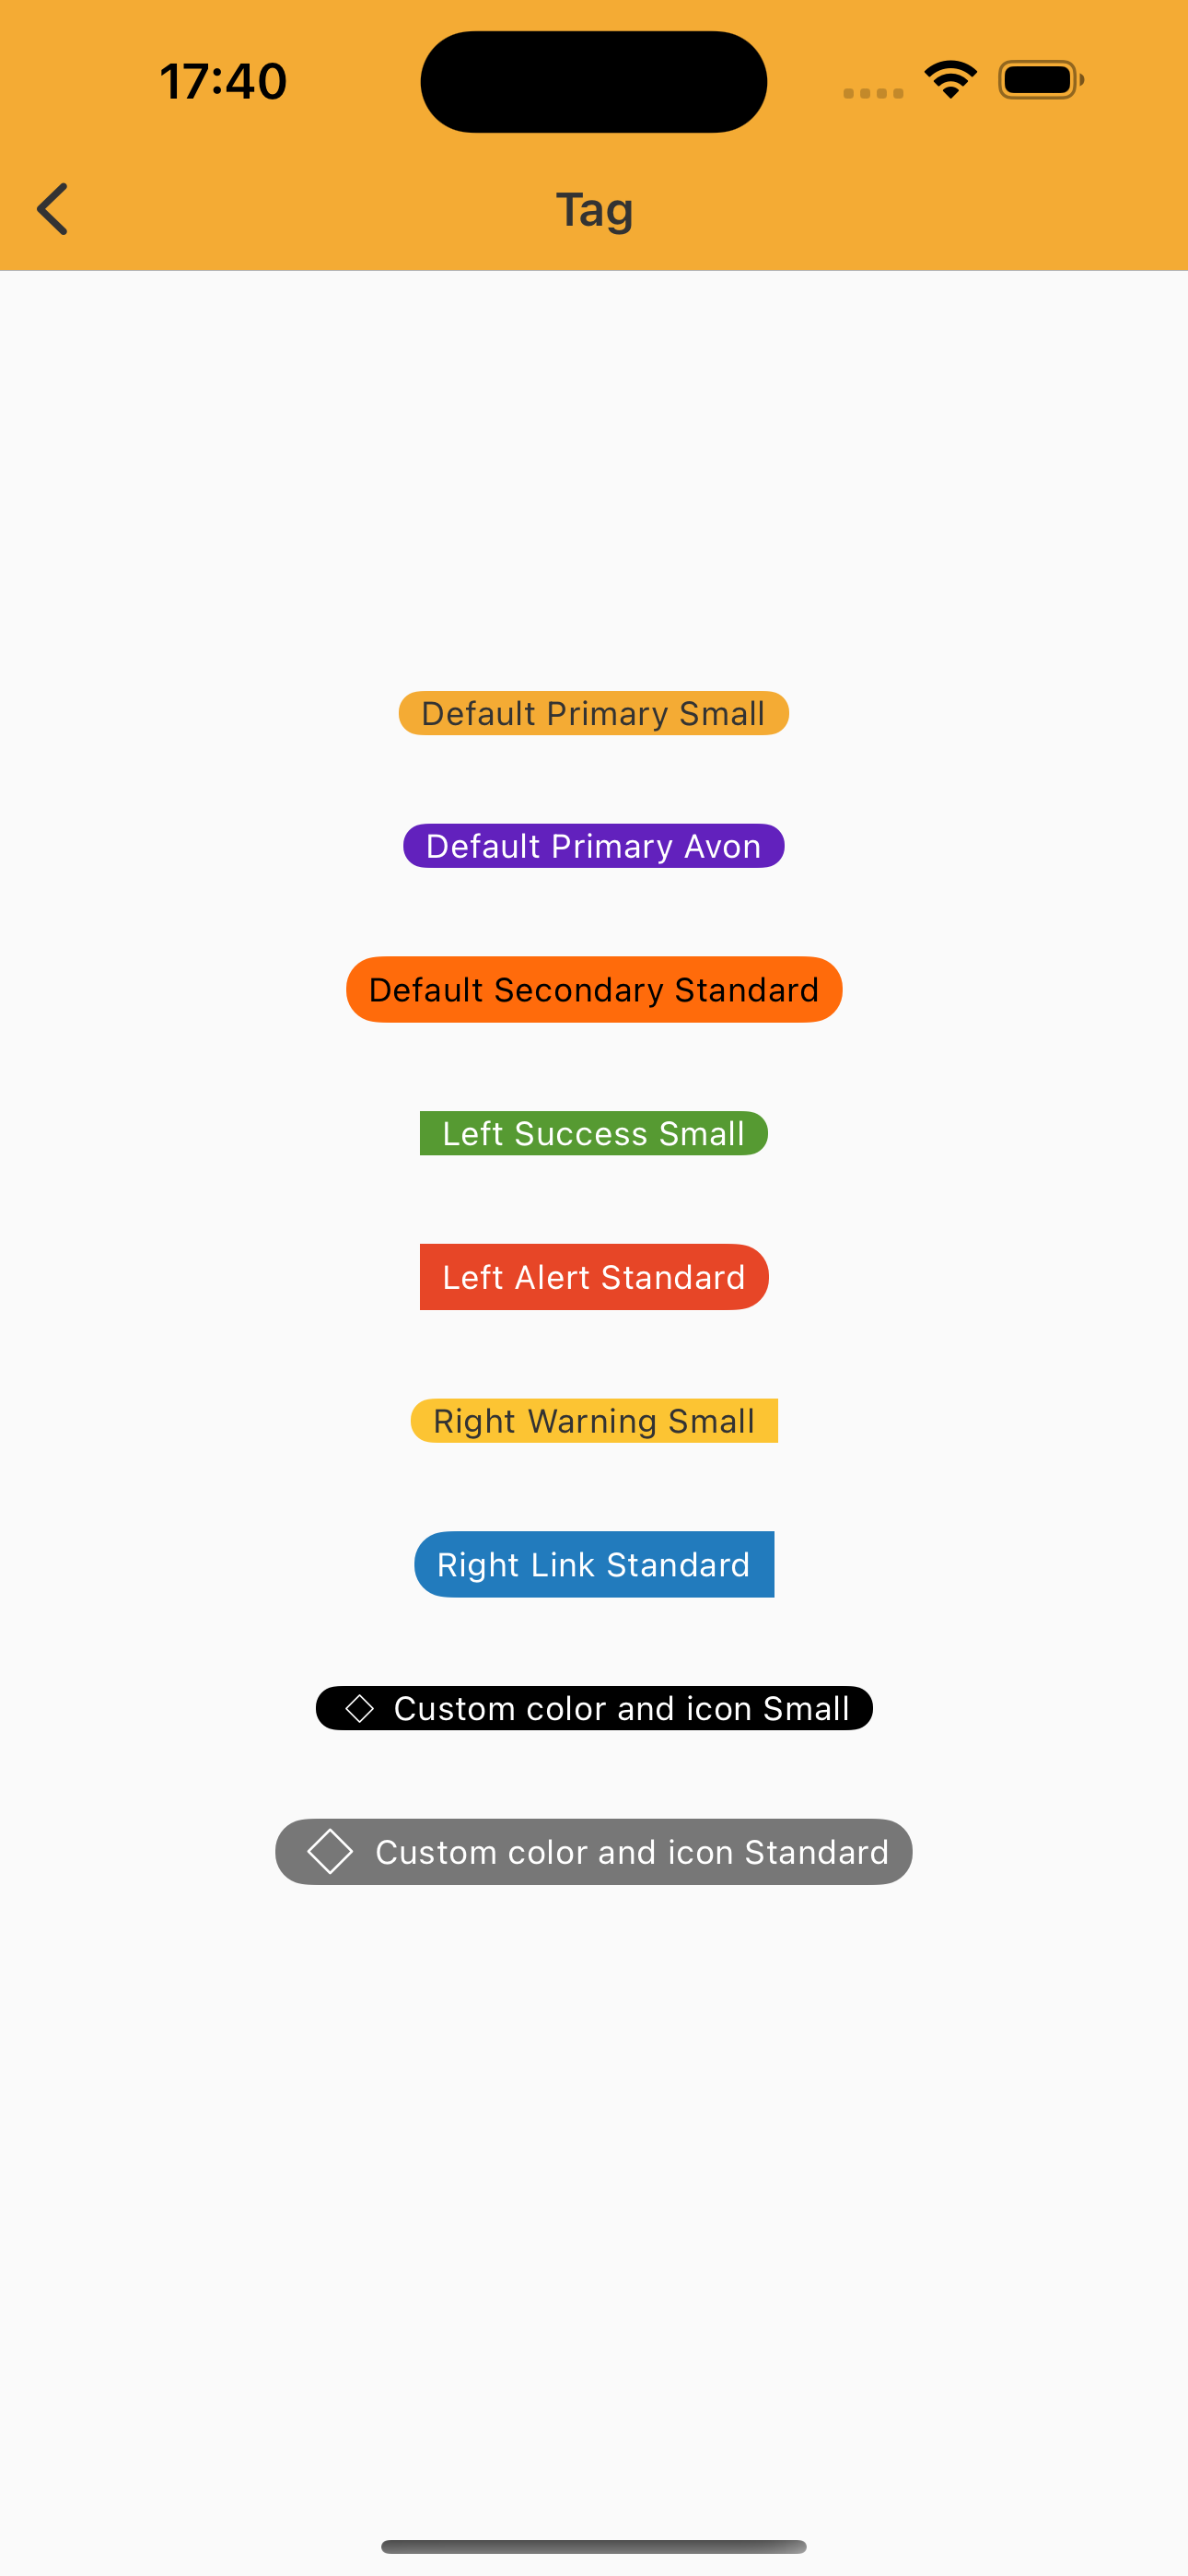 17:40
Tag
Default Primary Small
Default Primary Avon
Default Secondary Standard
Left Success Small
Left Alert Standard
Right Warning Small
Right Link Standard
Custom color and icon Small
Custom color and icon Standard